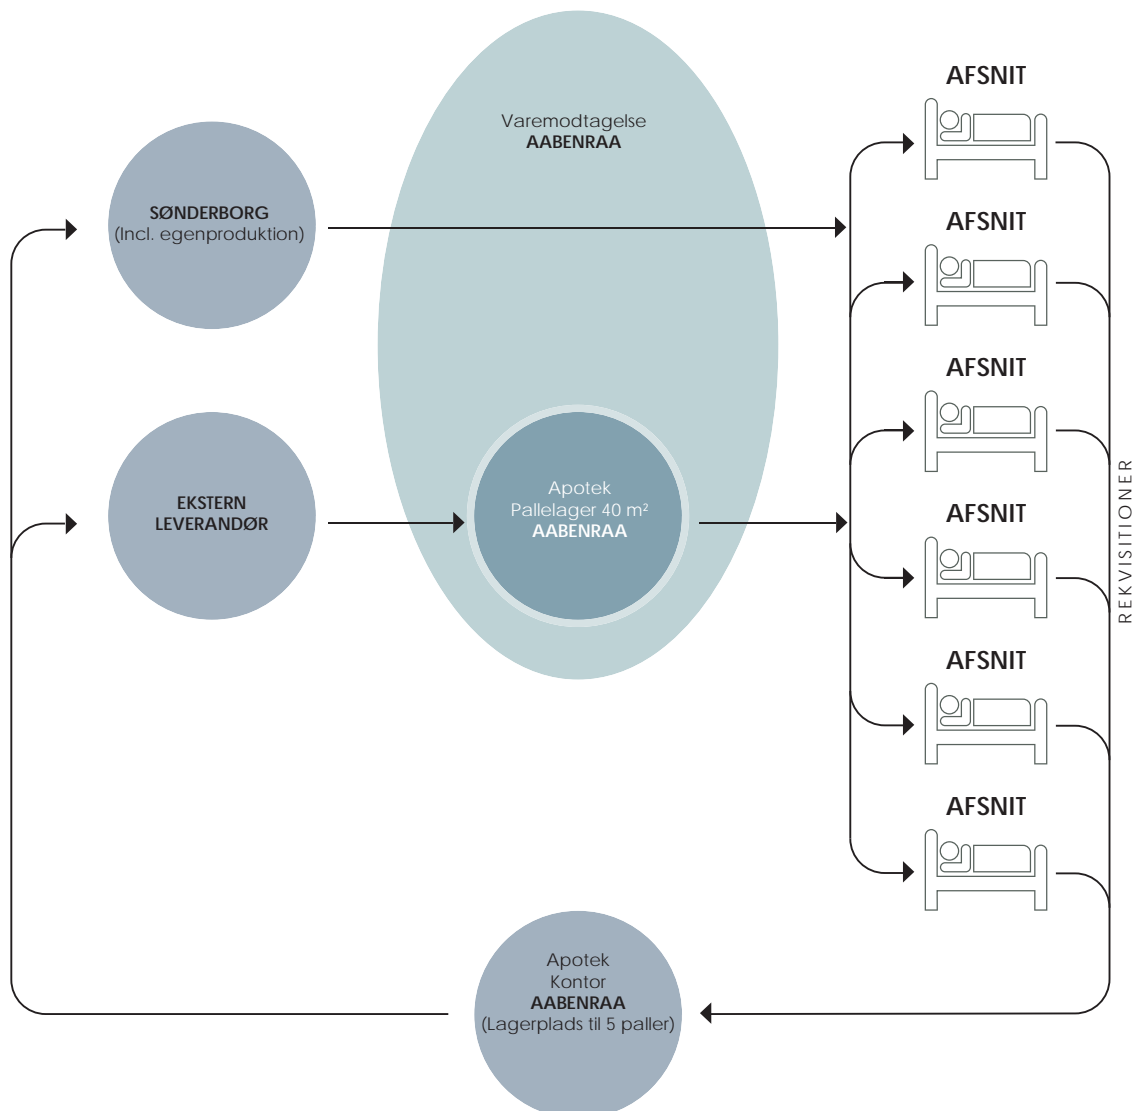 AFSNIT
Varemodtagelse
AABENRAA
SØNDERBORG
(Incl. egenproduktion)
AFSNIT
AFSNIT
EKSTERN
LEVERANDØR
Apotek
Pallelager 40 m²
AABENRAA
AFSNIT
REKVISITIONER
AFSNIT
AFSNIT
Apotek
Kontor
AABENRAA
(Lagerplads til 5 paller)